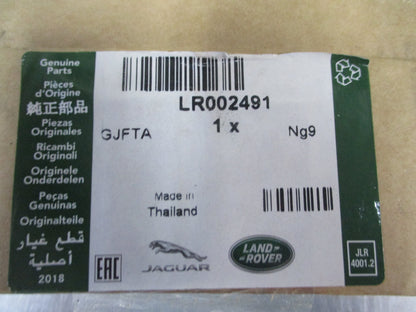 Genuine
Parts
Pièces
d'Origine
純正部品
Piezas
Originales
Ricambi
Originali
Originele
Onderdelen
Peças
Genuinas
Originalteile
قطع غيار
أصلية
2018
LR002491
1 x
GJFTA
Ng9
Made in
Thailand
EAC
JAGUAR
LAND
ROVER
JLR
4001.2